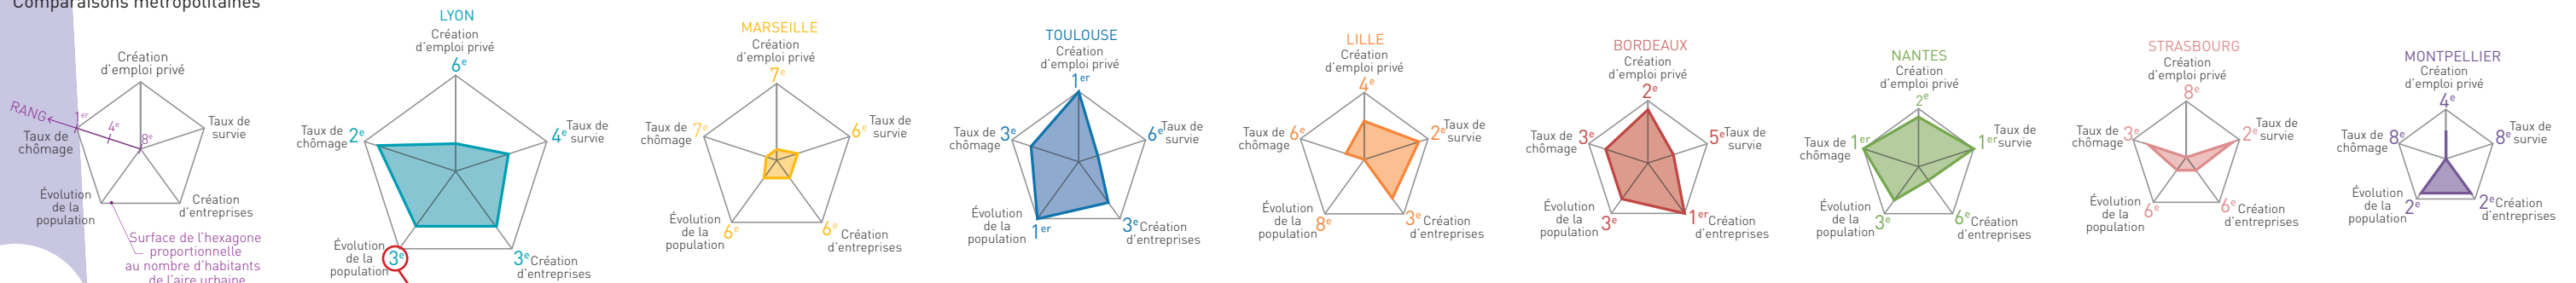 Comparaisons métropolitaines
Création
d'emploi privé
RANG
1er
4e
8e
Taux de
chômage
Taux de
survie
Évolution
de la
population
Création
d'entreprises
Surface de l'hexagone
proportionnelle
au nombre d'habitants
de l'aire urbaine
LYON
Création
d'emploi privé
6e
Taux de
chômage 2e
4e Taux de
survie
Évolution
de la
population 3e
3e Création
d'entreprises
MARSEILLE
Création
d'emploi privé
7e
Taux de
chômage 7e
6e Taux de
survie
Évolution
de la
population 6e
6e Création
d'entreprises
TOULOUSE
Création
d'emploi privé
1er
Taux de
chômage 3e
6e Taux de
survie
Évolution
de la
population 1er
3e Création
d'entreprises
LILLE
Création
d'emploi privé
4e
Taux de
chômage 6e
2e Taux de
survie
Évolution
de la
population 8e
3e Création
d'entreprises
BORDEAUX
Création
d'emploi privé
2e
Taux de
chômage 3e
5e Taux de
survie
Évolution
de la
population 3e
1er Création
d'entreprises
NANTES
Création
d'emploi privé
2e
Taux de
chômage 1er
1er Taux de
survie
Évolution
de la
population 3e
6e Création
d'entreprises
STRASBOURG
Création
d'emploi privé
8e
Taux de
chômage 3e
2e Taux de
survie
Évolution
de la
population 6e
6e Création
d'entreprises
MONTPELLIER
Création
d'emploi privé
4e
Taux de
chômage 8e
8e Taux de
survie
Évolution
de la
population 2e
2e Création
d'entreprises